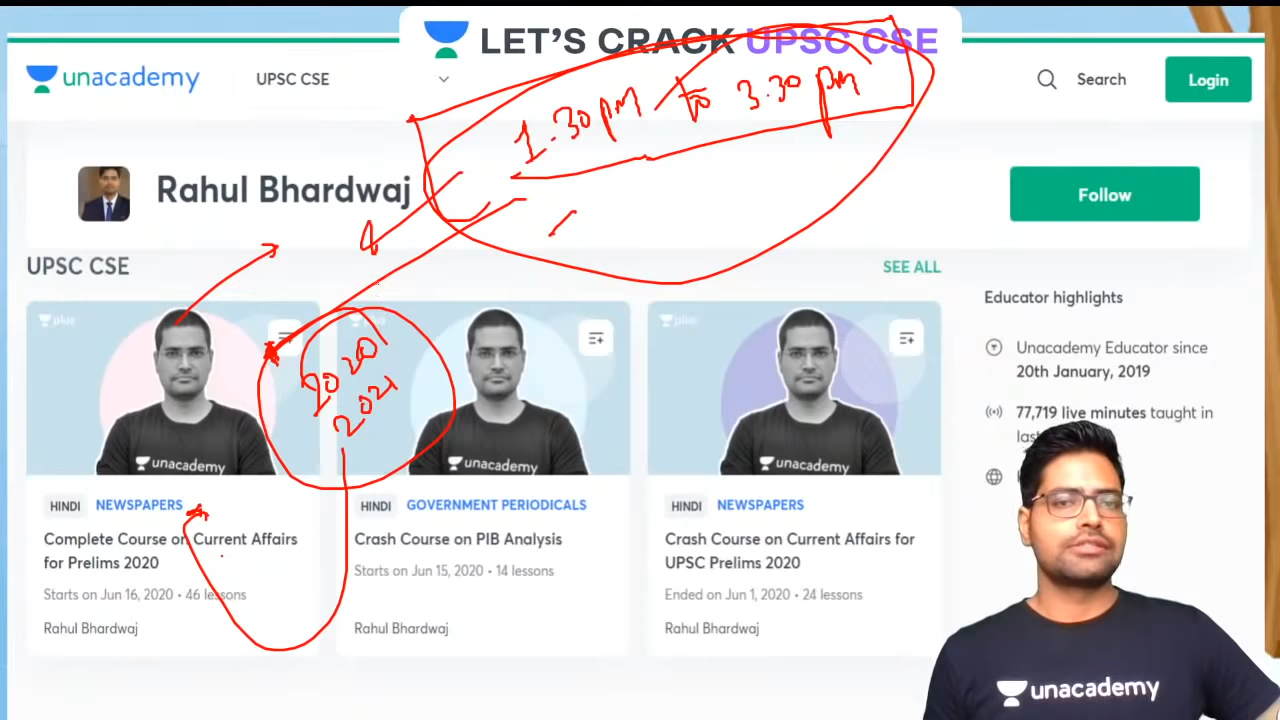 LET'S CRACK UPSC CSE
unacademy
UPSC CSE
Search
Login
1.30pm to 3.30 pm
Rahul Bhardwaj
Follow
UPSC CSE
SEE ALL
Educator highlights
Unacademy Educator since
20th January, 2019
77,719 live minutes taught in
last
plus
plus
2020
2021
unacademy
unacademy
unacademy
HINDI NEWSPAPERS
Complete Course on Current Affairs
for Prelims 2020
Starts on Jun 16, 2020 • 46 lessons
Rahul Bhardwaj
HINDI GOVERNMENT PERIODICALS
Crash Course on PIB Analysis
Starts on Jun 15, 2020 • 14 lessons
Rahul Bhardwaj
HINDI NEWSPAPERS
Crash Course on Current Affairs for
UPSC Prelims 2020
Ended on Jun 1, 2020 • 24 lessons
Rahul Bhardwaj
unacademy